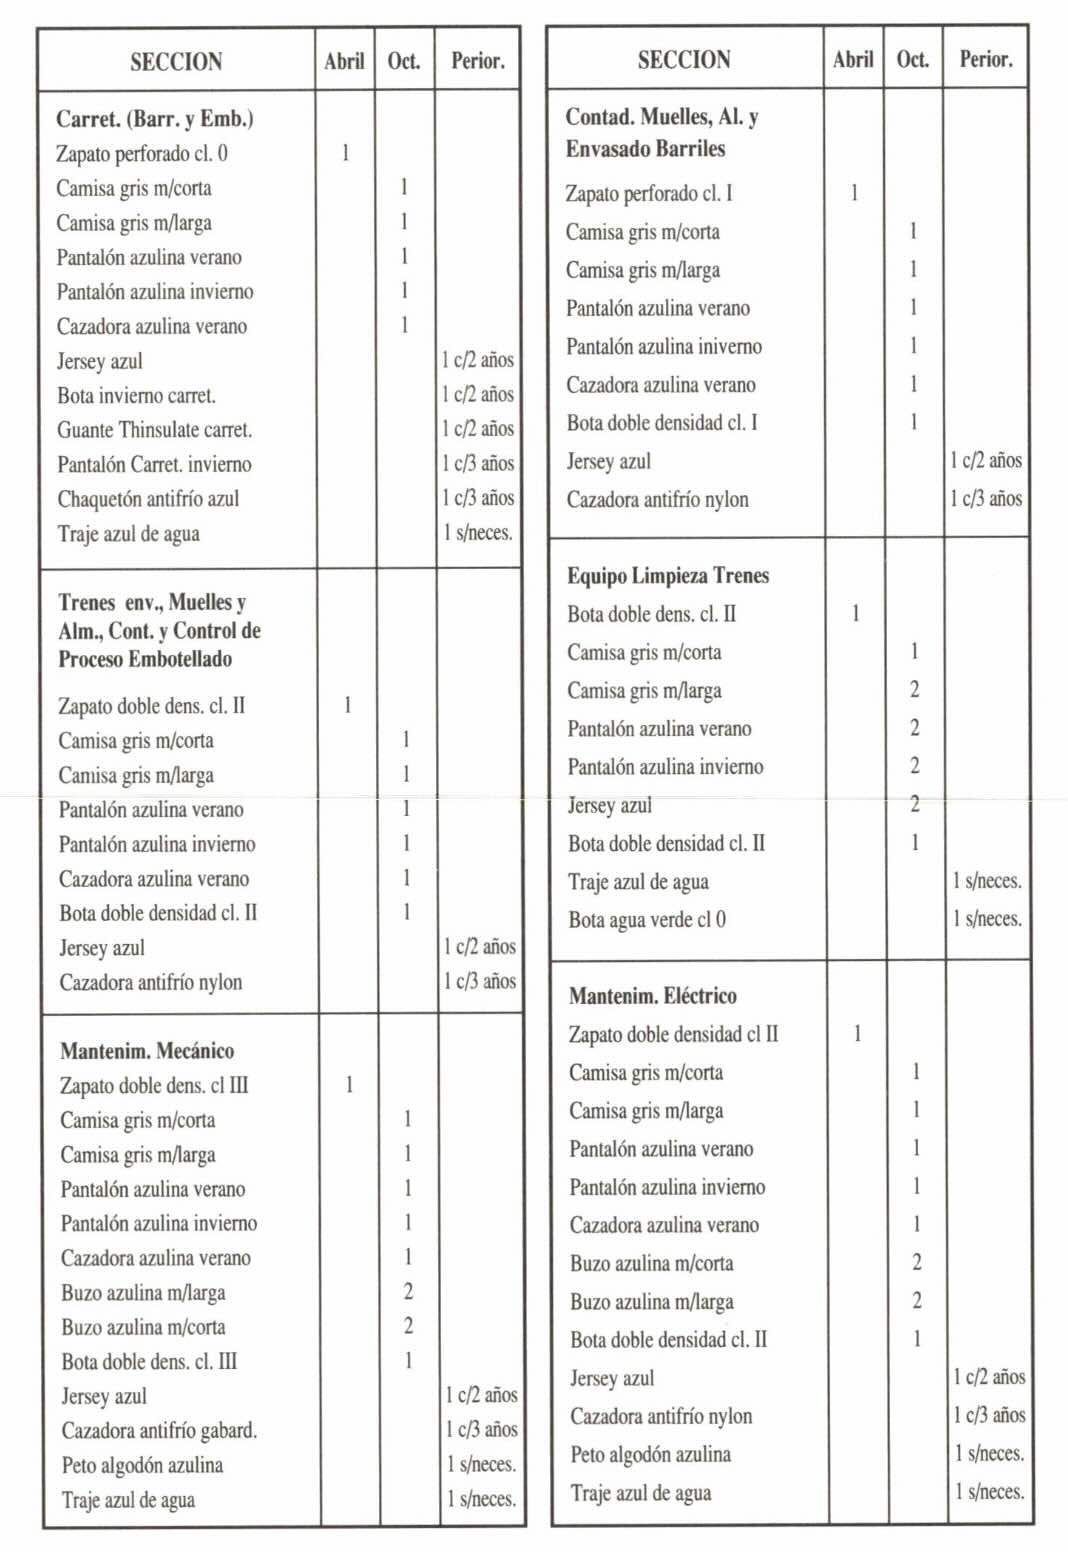 SECCION Abril Oct. Perior.
Carret. (Barr. y Emb.)
Zapato perforado cl. 0 1
Camisa gris m/corta 1
Camisa gris m/larga 1
Pantalón azulina verano 1
Pantalón azulina invierno 1
Cazadora azulina verano 1
Jersey azul 1 c/2 años
Bota invierno carret. 1 c/2 años
Guante Thinsulate carret. 1 c/2 años
Pantalón Carret. invierno 1 c/3 años
Chaquetón antifrío azul 1 c/3 años
Traje azul de agua 1 s/neces.
Trenes env., Muelles y
Alm., Cont. y Control de
Proceso Embotellado
Zapato doble dens. cl. II 1
Camisa gris m/corta 1
Camisa gris m/larga 1
Pantalón azulina verano 1
Pantalón azulina invierno 1
Cazadora azulina verano 1
Bota doble densidad cl. II 1
Jersey azul 1 c/2 años
Cazadora antifrío nylon 1 c/3 años
Mantenim. Mecánico
Zapato doble dens. cl III 1
Camisa gris m/corta 1
Camisa gris m/larga 1
Pantalón azulina verano 1
Pantalón azulina invierno 1
Cazadora azulina verano 1
Buzo azulina m/larga 2
Buzo azulina m/corta 2
Bota doble dens. cl. III 1
Jersey azul 1 c/2 años
Cazadora antifrío gabard. 1 c/3 años
Peto algodón azulina 1 s/neces.
Traje azul de agua 1 s/neces.
SECCION Abril Oct. Perior.
Contad. Muelles, Al. y
Envasado Barriles
Zapato perforado cl. I 1
Camisa gris m/corta 1
Camisa gris m/larga 1
Pantalón azulina verano 1
Pantalón azulina iniverno 1
Cazadora azulina verano 1
Bota doble densidad cl. I 1
Jersey azul 1 c/2 años
Cazadora antifrío nylon 1 c/3 años
Equipo Limpieza Trenes
Bota doble dens. cl. II 1
Camisa gris m/corta 1
Camisa gris m/larga 2
Pantalón azulina verano 2
Pantalón azulina invierno 2
Jersey azul 2
Bota doble densidad cl. II 1
Traje azul de agua 1 s/neces.
Bota agua verde cl 0 1 s/neces.
Mantenim. Eléctrico
Zapato doble densidad cl II 1
Camisa gris m/corta 1
Camisa gris m/larga 1
Pantalón azulina verano 1
Pantalón azulina invierno 1
Cazadora azulina verano 1
Buzo azulina m/corta 2
Buzo azulina m/larga 2
Bota doble densidad cl. II 1
Jersey azul 1 c/2 años
Cazadora antifrío nylon 1 c/3 años
Peto algodón azulina 1 s/neces.
Traje azul de agua 1 s/neces.